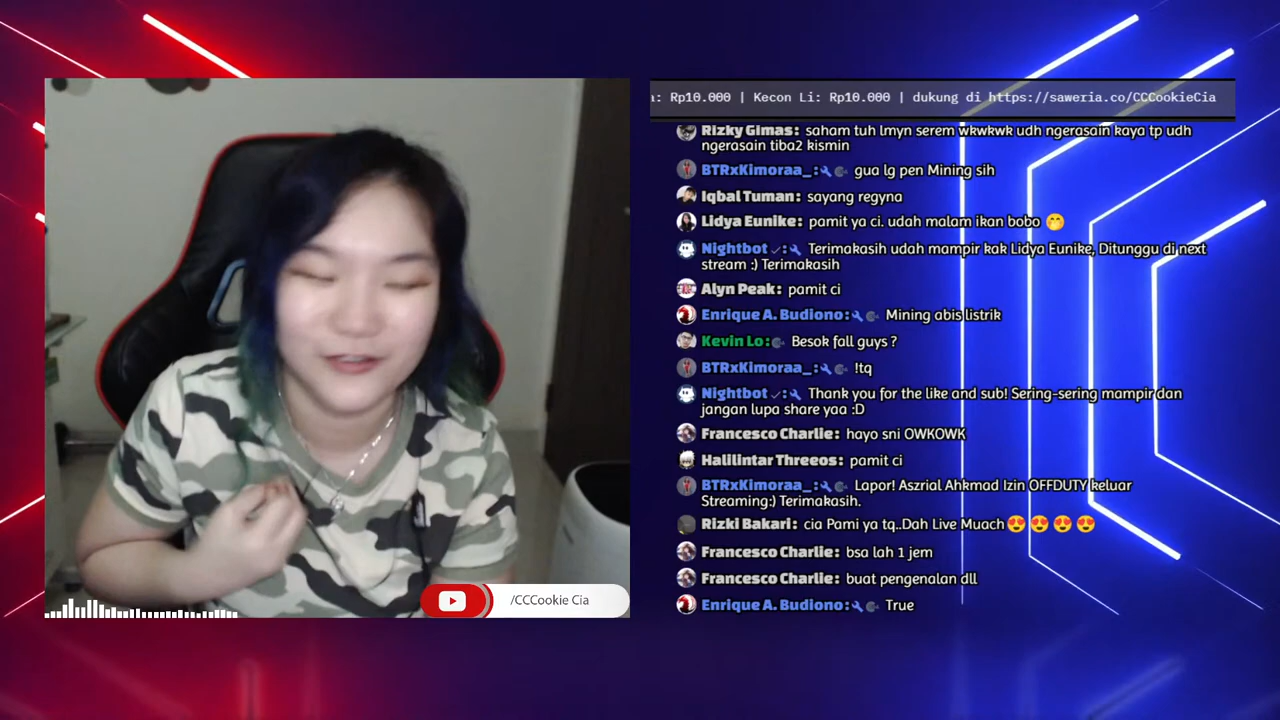 : Rp10.000 | Kecon Li: Rp10.000 | dukung di https://saweria.co/CCCookieCia
Rizky Gimas: saham tuh lmyn serem wkwkwk udh ngerasain kaya tp udh
ngerasain tiba2 kismin
BTRxKimoraa_: gua lg pen Mining sih
Iqbal Tuman: sayang regyna
Lidya Eunike: pamit ya ci. udah malam ikan bobo 🤭
Nightbot ✓: Terimakasih udah mampir kak Lidya Eunike, Ditunggu di next
stream :) Terimakasih
Alyn Peak: pamit ci
Enrique A. Budiono: Mining abis listrik
Kevin Lo: Besok fall guys ?
BTRxKimoraa_: !tq
Nightbot ✓: Thank you for the like and sub! Sering-sering mampir dan
jangan lupa share yaa :D
Francesco Charlie: hayo sni OWKOWK
Halilintar Threeos: pamit ci
BTRxKimoraa_: Lapor! Aszrial Ahkmad Izin OFFDUTY keluar
Streaming;) Terimakasih.
Rizki Bakari: cia Pami ya tq..Dah Live Muach😍😍😍😍
Francesco Charlie: bsa lah 1 jem
Francesco Charlie: buat pengenalan dll
Enrique A. Budiono: True
/CCCookie Cia